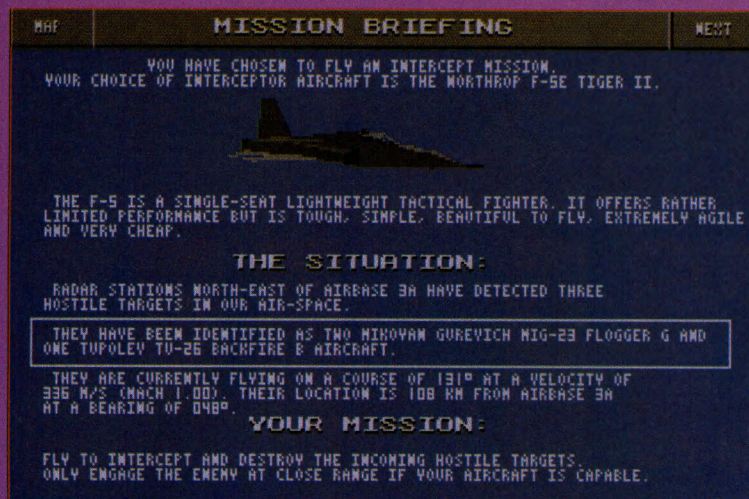 MAP MISSION BRIEFING NEXT
YOU HAVE CHOSEN TO FLY AN INTERCEPT MISSION.
YOUR CHOICE OF INTERCEPTOR AIRCRAFT IS THE NORTHROP F-5E TIGER II.
THE F-5 IS A SINGLE-SEAT LIGHTWEIGHT TACTICAL FIGHTER. IT OFFERS RATHER
LIMITED PERFORMANCE BUT IS TOUGH, SIMPLE, BEAUTIFUL TO FLY, EXTREMELY AGILE
AND VERY CHEAP.
THE SITUATION:
RADAR STATIONS NORTH-EAST OF AIRBASE 3A HAVE DETECTED THREE
HOSTILE TARGETS IN OUR AIR-SPACE.
THEY HAVE BEEN IDENTIFIED AS TWO MIKOYAN GUREVICH MIG-23 FLOGGER G AND
ONE TUPOLEV TU-26 BACKFIRE B AIRCRAFT.
THEY ARE CURRENTLY FLYING ON A COURSE OF 131° AT A VELOCITY OF
336 M/S (MACH 1.00). THEIR LOCATION IS 108 KM FROM AIRBASE 3A
AT A BEARING OF 048°.
YOUR MISSION:
FLY TO INTERCEPT AND DESTROY THE INCOMING HOSTILE TARGETS.
ONLY ENGAGE THE ENEMY AT CLOSE RANGE IF YOUR AIRCRAFT IS CAPABLE.